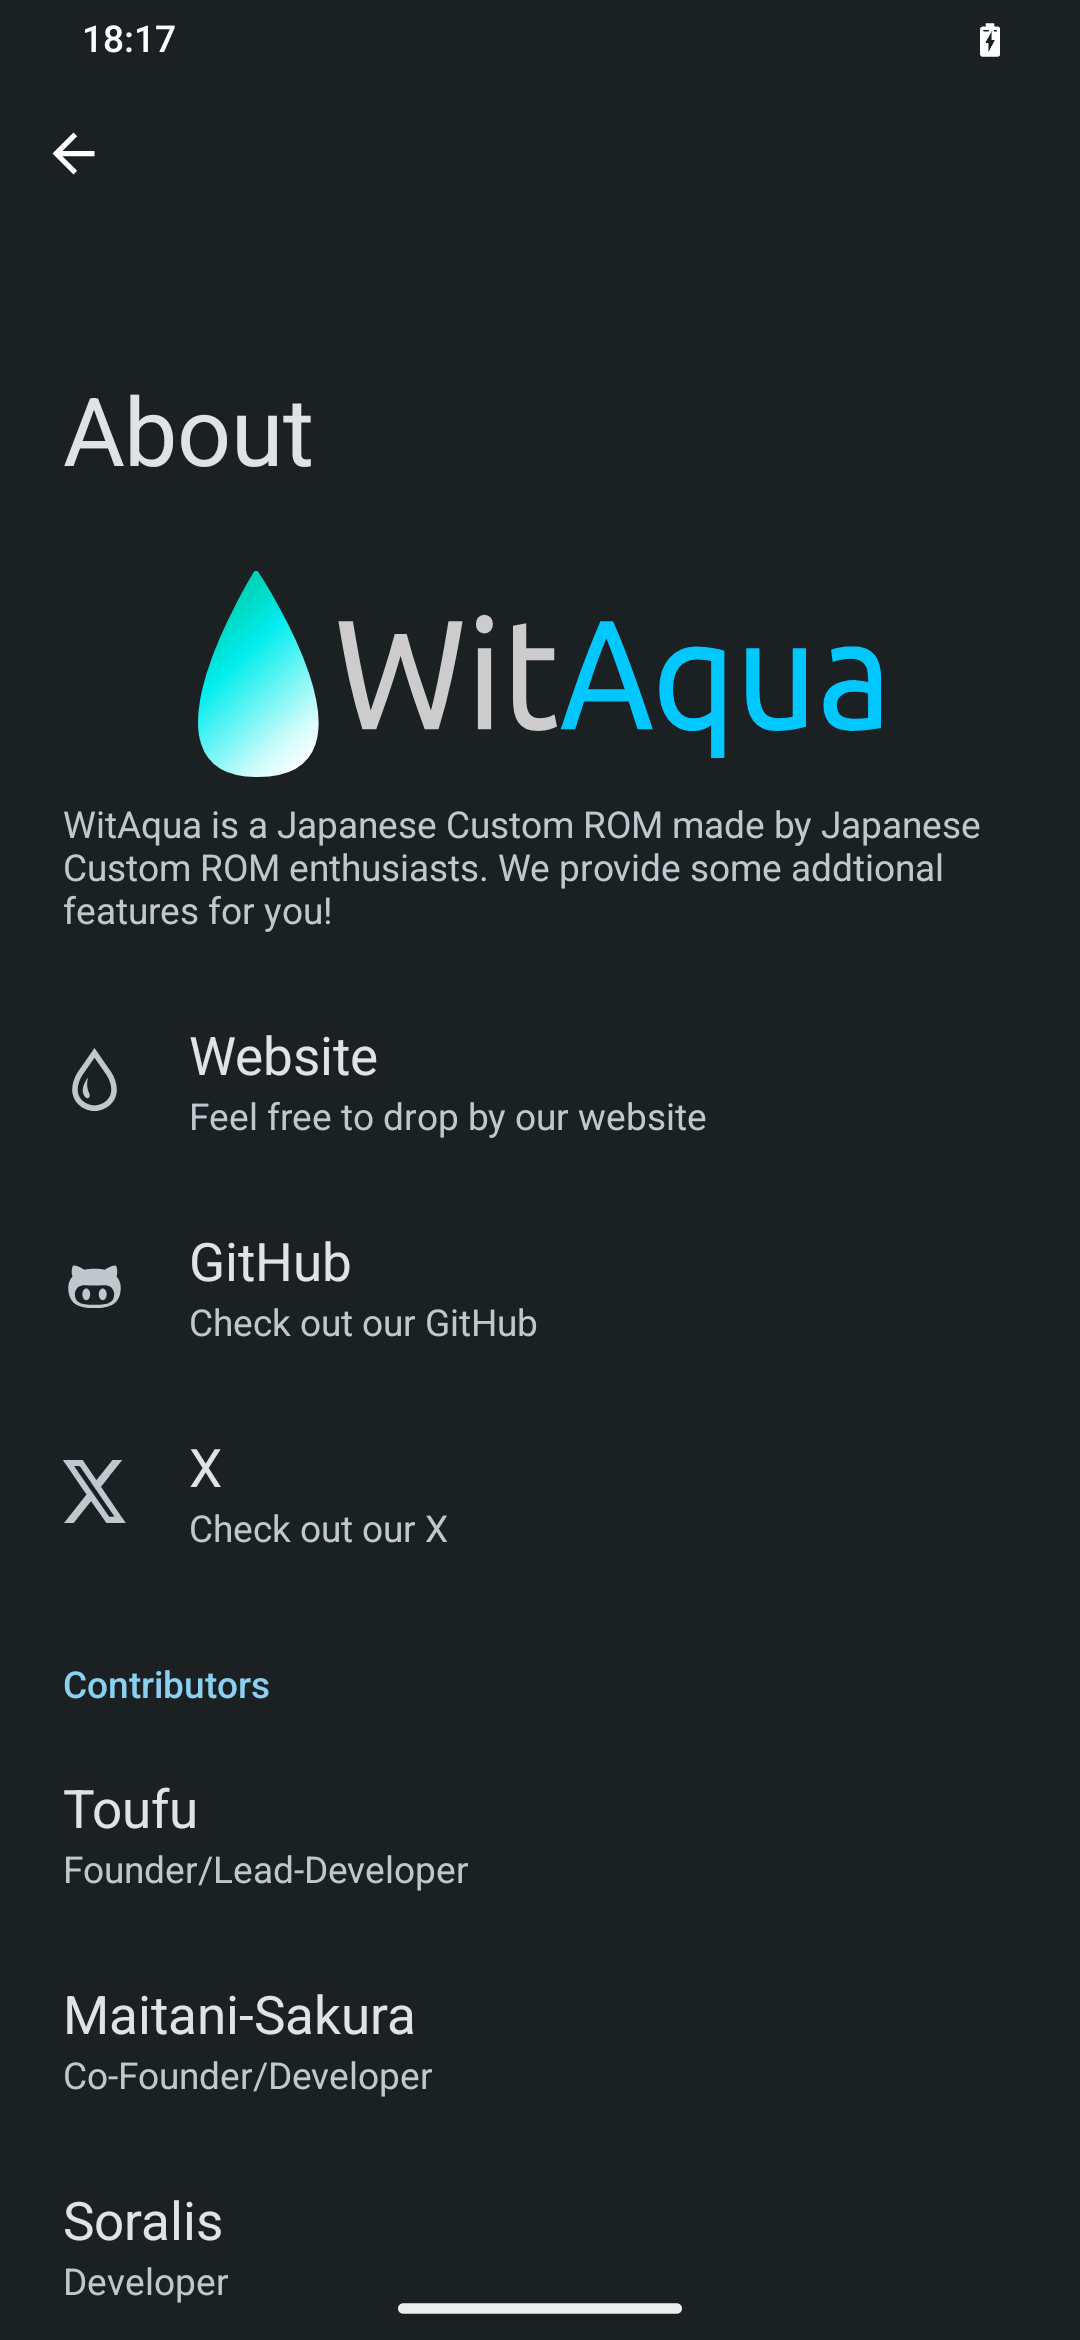 18:17
About
WitAqua
WitAqua is a Japanese Custom ROM made by Japanese
Custom ROM enthusiasts. We provide some addtional
features for you!
Website
Feel free to drop by our website
GitHub
Check out our GitHub
X
Check out our X
Contributors
Toufu
Founder/Lead-Developer
Maitani-Sakura
Co-Founder/Developer
Soralis
Developer